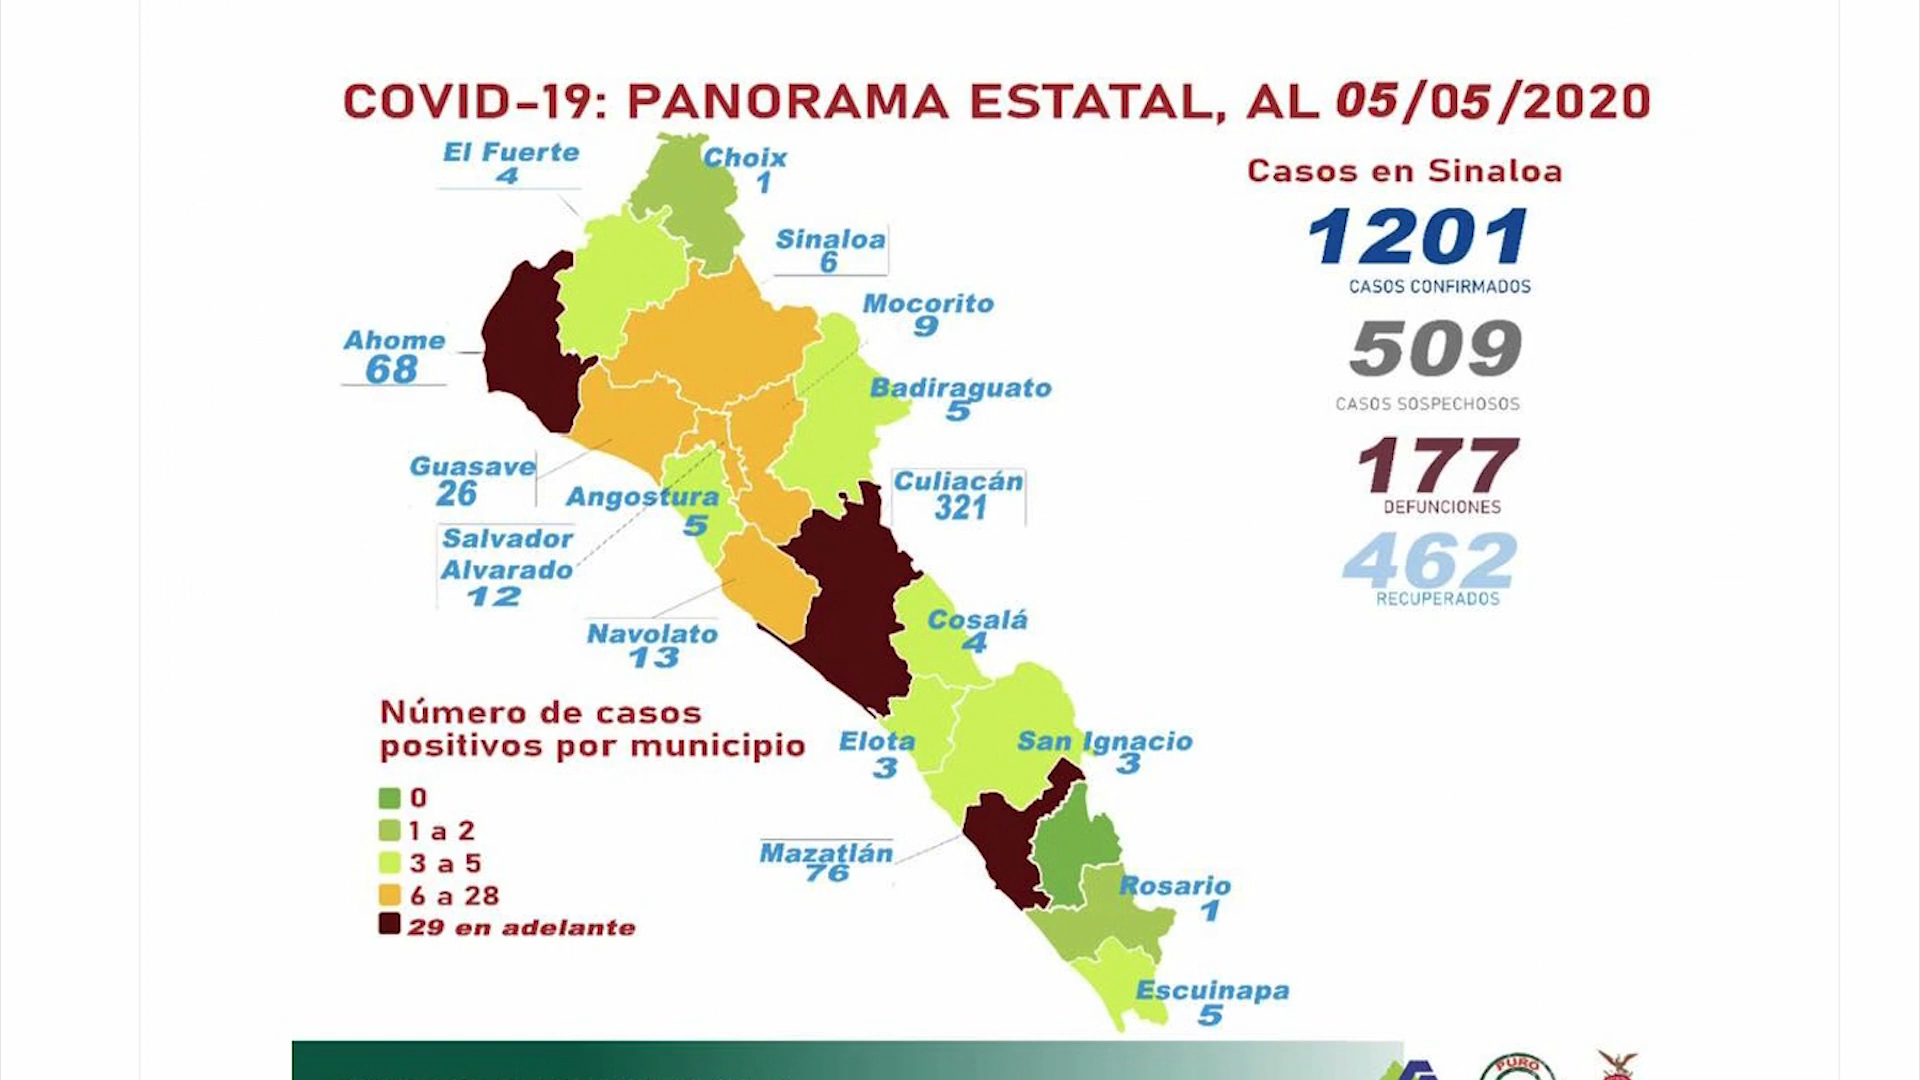 COVID-19: PANORAMA ESTATAL, AL 05/05/2020
El Fuerte
4
Choix
1
Casos en Sinaloa
1201
CASOS CONFIRMADOS
Sinaloa
6
Mocorito
9
509
CASOS SOSPECHOSOS
Ahome
68
Badiraguato
5
177
DEFUNCIONES
Guasave
26
Angostura
5
Culiacán
321
462
RECUPERADOS
Salvador
Alvarado
12
Navolato
13
Cosalá
4
Número de casos
positivos por municipio
0
1 a 2
3 a 5
6 a 28
29 en adelante
Elota
3
San Ignacio
3
Mazatlán
76
Rosario
1
Escuinapa
5
PURO